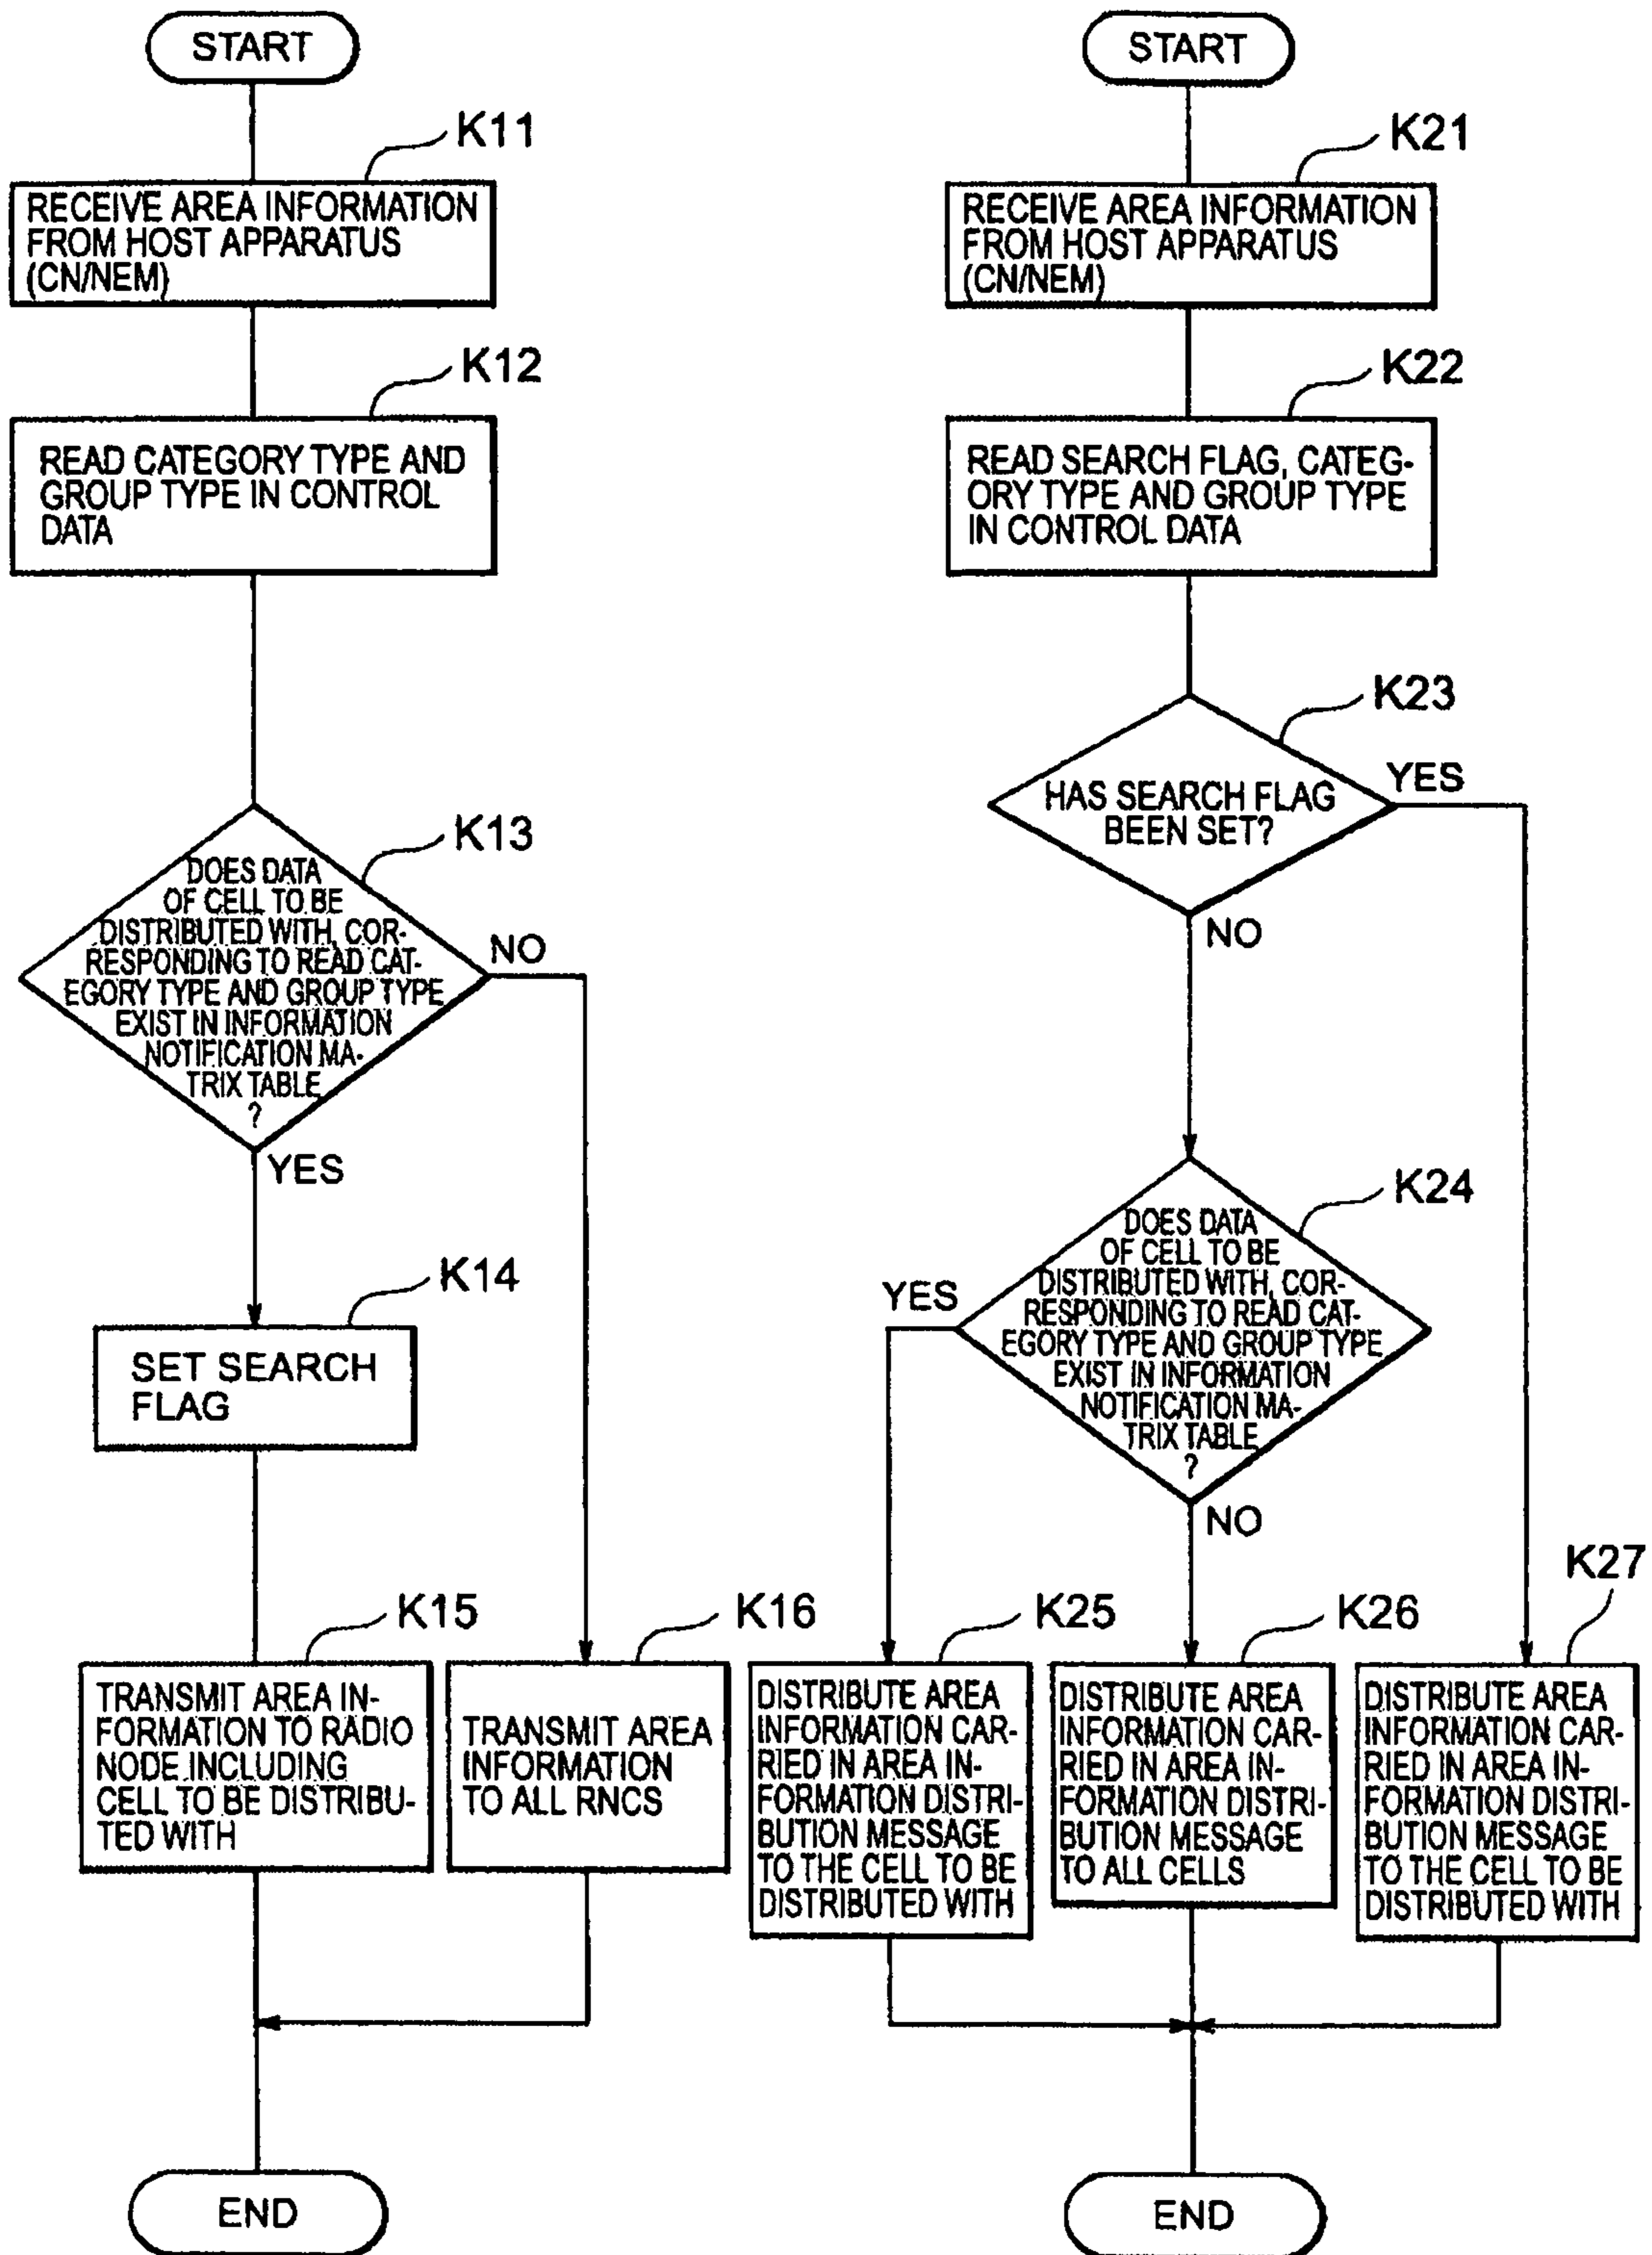 START
K11
RECEIVE AREA INFORMATION
FROM HOST APPARATUS
(CN/NEM)
K12
READ CATEGORY TYPE AND
GROUP TYPE IN CONTROL
DATA
K13
DOES DATA
OF CELL TO BE
DISTRIBUTED WITH, COR-
RESPONDING TO READ CAT-
EGORY TYPE AND GROUP TYPE
EXIST IN INFORMATION
NOTIFICATION MA-
TRIX TABLE
?
NO
YES
K14
SET SEARCH
FLAG
K15
TRANSMIT AREA IN-
FORMATION TO RADIO
NODE INCLUDING
CELL TO BE DISTRIBU-
TED WITH
K16
TRANSMIT AREA
INFORMATION
TO ALL RNCS
END
START
K21
RECEIVE AREA INFORMATION
FROM HOST APPARATUS
(CN/NEM)
K22
READ SEARCH FLAG, CATEG-
ORY TYPE AND GROUP TYPE
IN CONTROL DATA
K23
HAS SEARCH FLAG
BEEN SET?
YES
NO
K24
DOES DATA
OF CELL TO BE
DISTRIBUTED WITH, COR-
RESPONDING TO READ CAT-
EGORY TYPE AND GROUP TYPE
EXIST IN INFORMATION
NOTIFICATION MA-
TRIX TABLE
?
YES
NO
K25
DISTRIBUTE AREA
INFORMATION CAR-
RIED IN AREA IN-
FORMATION DISTRI-
BUTION MESSAGE
TO THE CELL TO BE
DISTRIBUTED WITH
K26
DISTRIBUTE AREA
INFORMATION CAR-
RIED IN AREA IN-
FORMATION DISTRI-
BUTION MESSAGE
TO ALL CELLS
K27
DISTRIBUTE AREA
INFORMATION CAR-
RIED IN AREA IN-
FORMATION DISTRI-
BUTION MESSAGE
TO THE CELL TO BE
DISTRIBUTED WITH
END